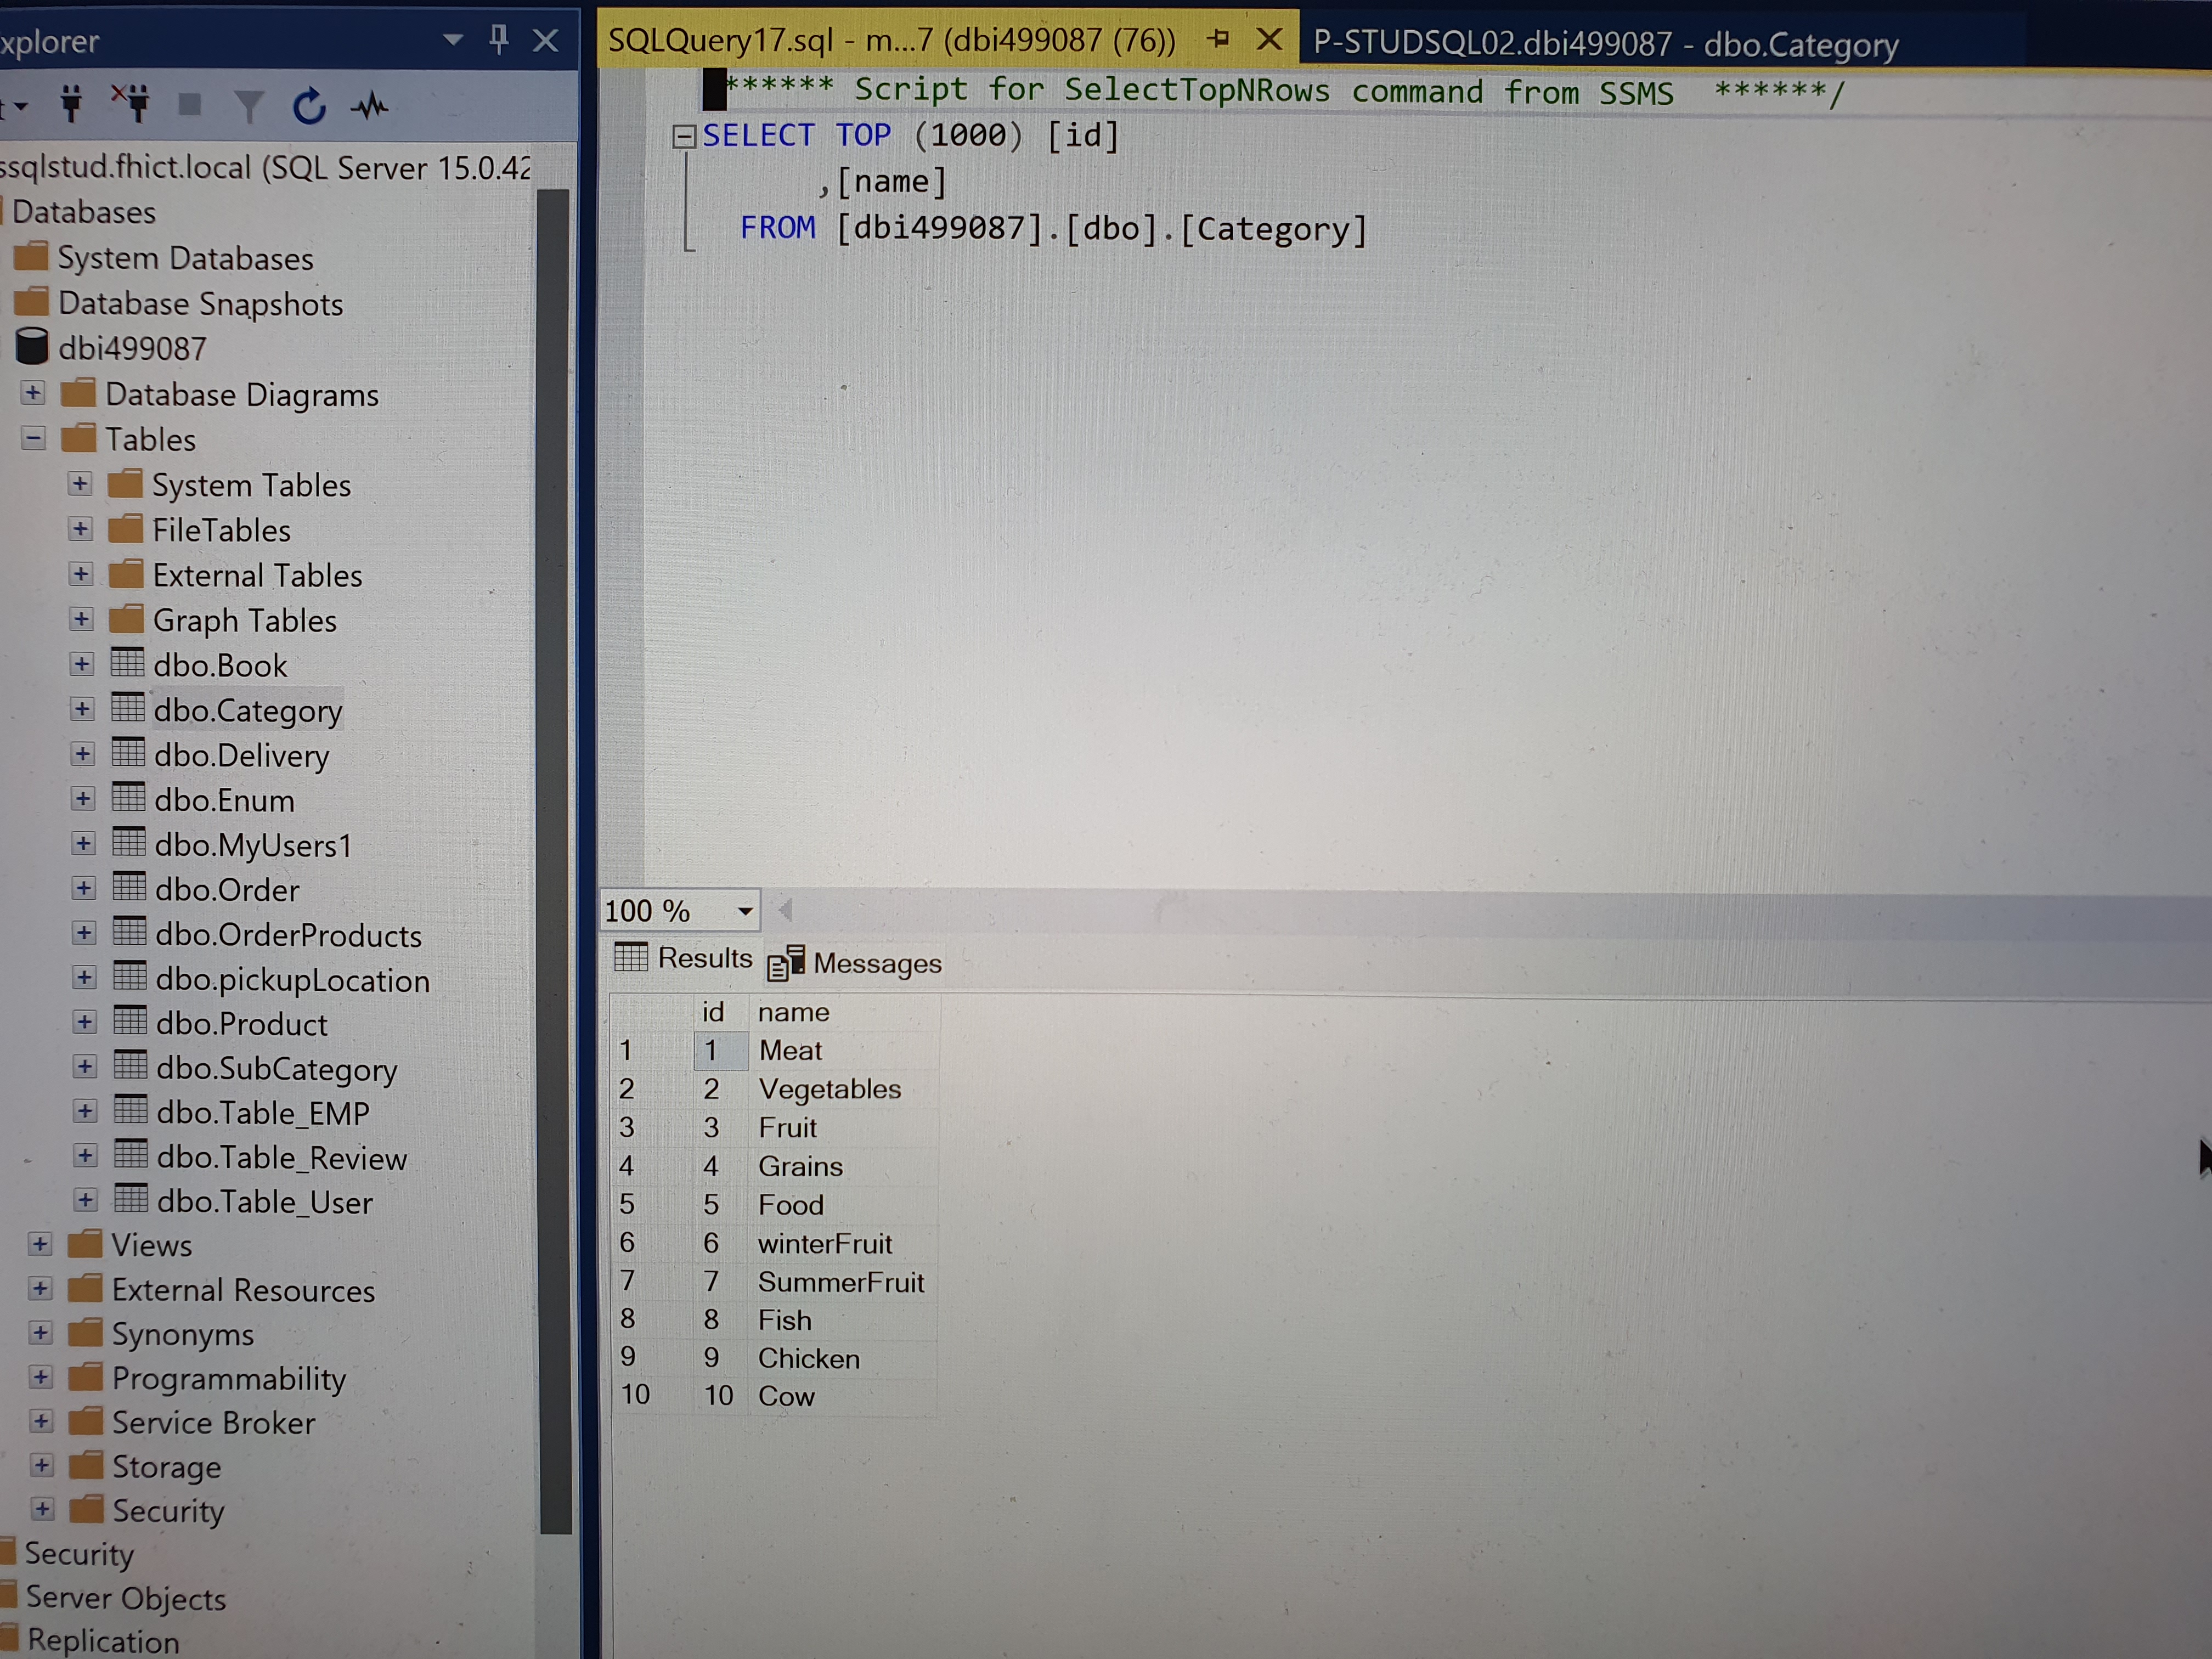 xplorer
ssqlstud.fhict.local (SQL Server 15.0.42
Databases
System Databases
Database Snapshots
dbi499087
Database Diagrams
Tables
System Tables
FileTables
External Tables
Graph Tables
dbo.Book
dbo.Category
dbo.Delivery
dbo.Enum
dbo.MyUsers1
dbo.Order
dbo.OrderProducts
dbo.pickupLocation
dbo.Product
dbo.SubCategory
dbo.Table_EMP
dbo.Table_Review
dbo.Table_User
Views
External Resources
Synonyms
Programmability
Service Broker
Storage
Security
Security
Server Objects
Replication
SQLQuery17.sql - m...7 (dbi499087 (76))
P-STUDSQL02.dbi499087 - dbo.Category
****** Script for SelectTopNRows command from SSMS  ******/
SELECT TOP (1000) [id]
,[name]
FROM [dbi499087].[dbo].[Category]
100 %
Results
Messages
id name
1 1 Meat
2 2 Vegetables
3 3 Fruit
4 4 Grains
5 5 Food
6 6 winterFruit
7 7 SummerFruit
8 8 Fish
9 9 Chicken
10 10 Cow